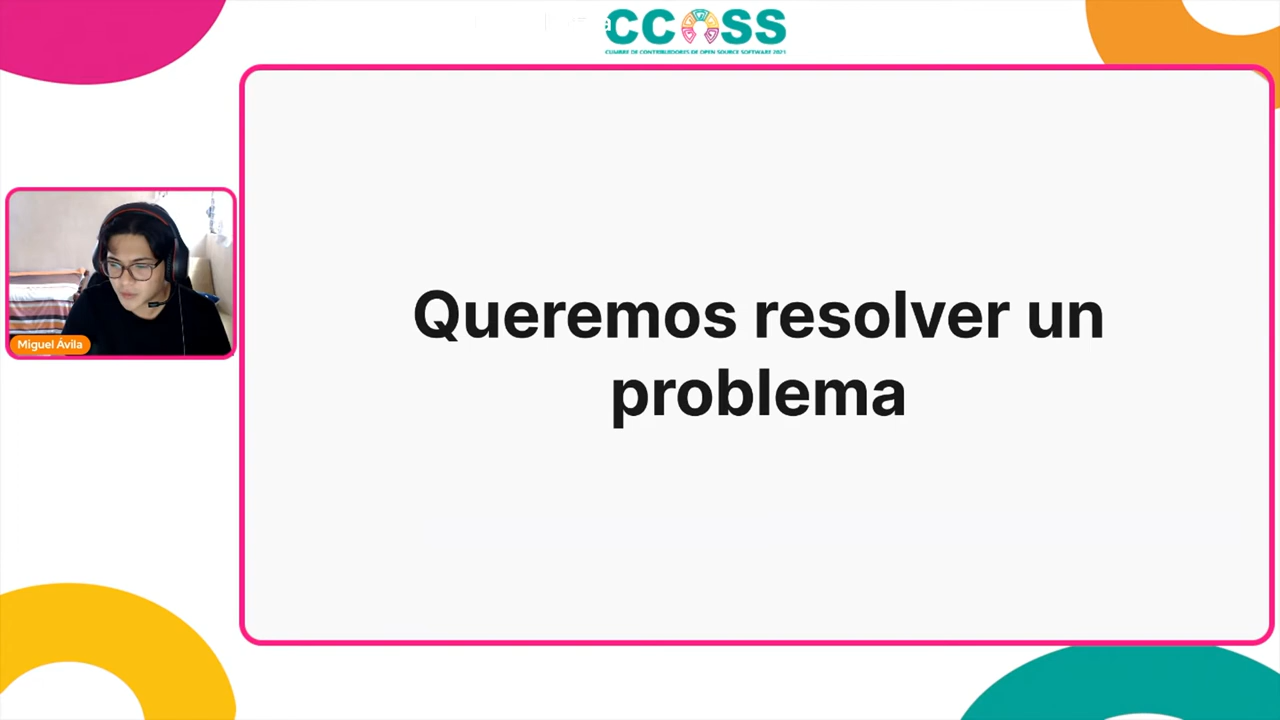 CCOSS
CUMBRE DE CONTRIBUIDORES DE OPEN SOURCE SOFTWARE 2021
Queremos resolver un
problema
Miguel Ávila